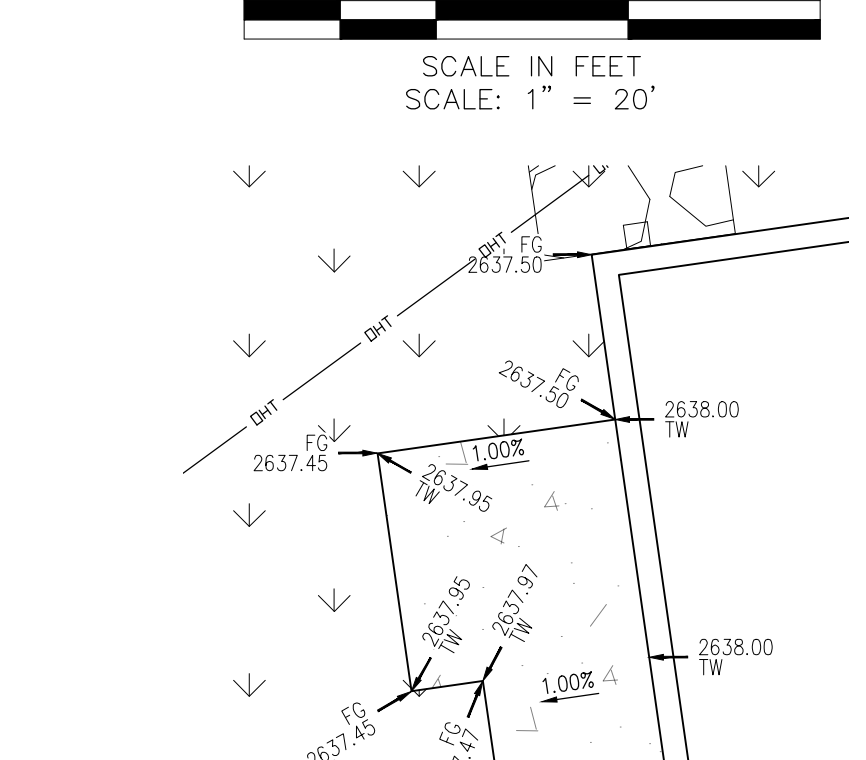 SCALE IN FEET
SCALE: 1" = 20'
OHT
FG
2637.50
OHT
FG
2637.50
2638.00
TW
OHT
FG
2637.45
1.00%
2637.95
TW
2637.95
TW
2637.97
TW
2638.00
TW
1.00%
FG
2637.45
FG